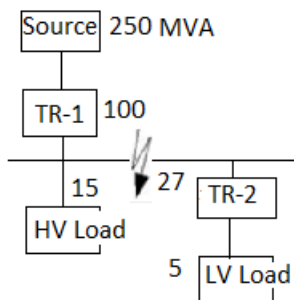 Source 250 MVA
TR-1 100
15
27
TR-2
HV Load
5
LV Load